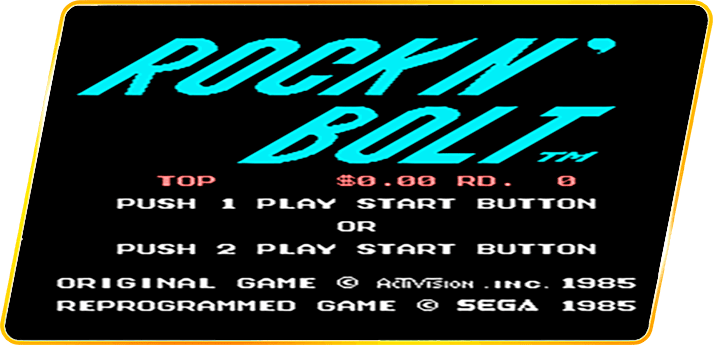 ROCK N'
BOLT™
TOP $0.00 RD. 0
PUSH 1 PLAY START BUTTON
OR
PUSH 2 PLAY START BUTTON
ORIGINAL GAME © ACTIVISION .INC. 1985
REPROGRAMMED GAME © SEGA 1985